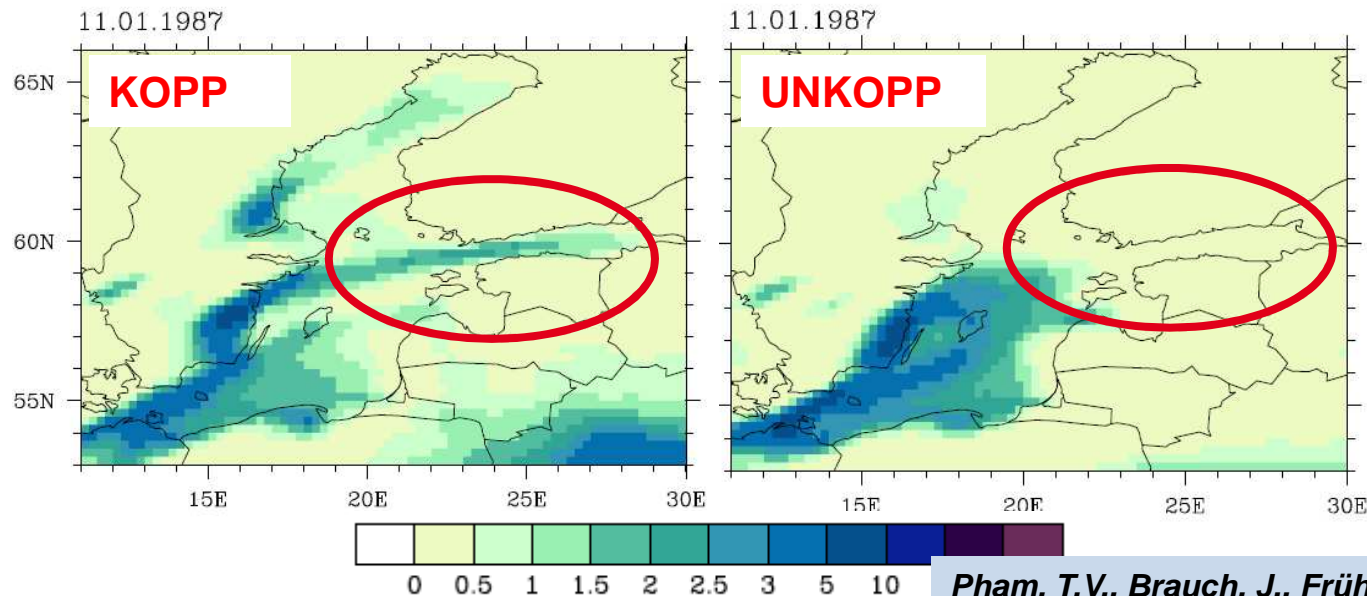 11.01.1987
11.01.1987
KOPP
UNKOPP
65N
60N
55N
15E 20E 25E 30E
15E 20E 25E 30E
0 0.5 1 1.5 2 2.5 3 5 10
Pham, T.V., Brauch, J., Früh